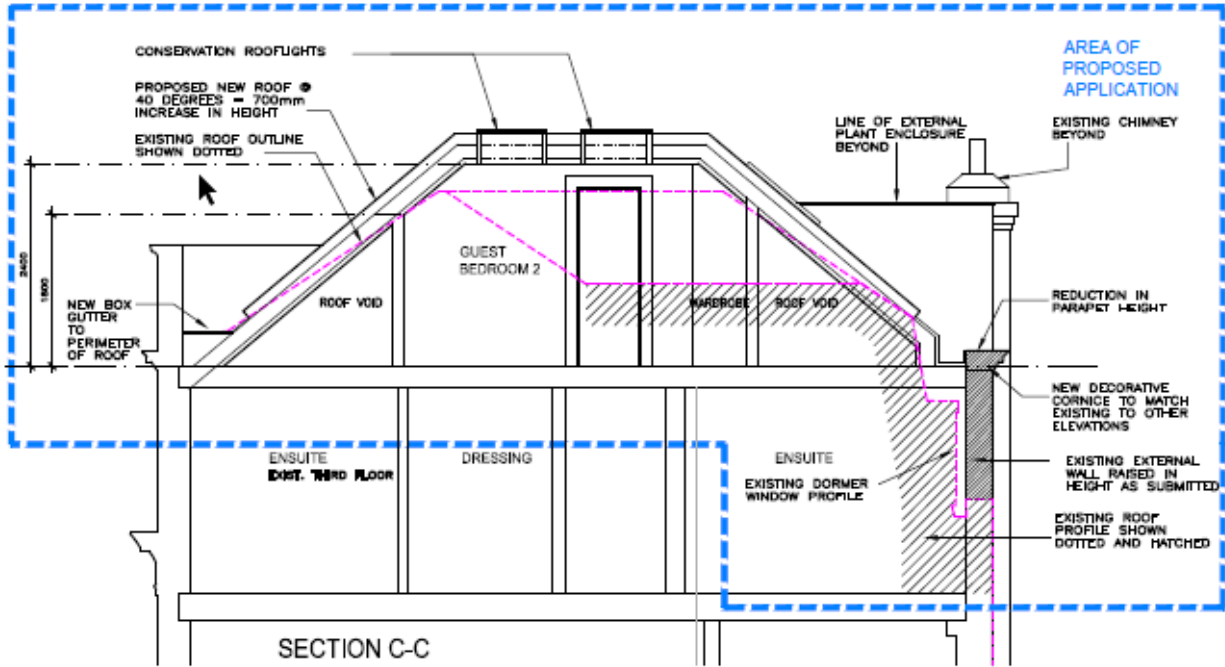 CONSERVATION ROOFLIGHTS
PROPOSED NEW ROOF @
40 DEGREES = 700mm
INCREASE IN HEIGHT
EXISTING ROOF OUTLINE
SHOWN DOTTED
AREA OF
PROPOSED
APPLICATION
LINE OF EXTERNAL
PLANT ENCLOSURE
BEYOND
EXISTING CHIMNEY
BEYOND
2400
1800
GUEST
BEDROOM 2
NEW BOX
GUTTER
TO
PERIMETER
OF ROOF
ROOF VOID
WARDROBE
ROOF VOID
REDUCTION IN
PARAPET HEIGHT
NEW DECORATIVE
CORNICE TO MATCH
EXISTING TO OTHER
ELEVATIONS
ENSUITE
EXIST. THIRD FLOOR
DRESSING
ENSUITE
EXISTING DORMER
WINDOW PROFILE
EXISTING EXTERNAL
WALL RAISED IN
HEIGHT AS SUBMITTED
EXISTING ROOF
PROFILE SHOWN
DOTTED AND HATCHED
SECTION C-C